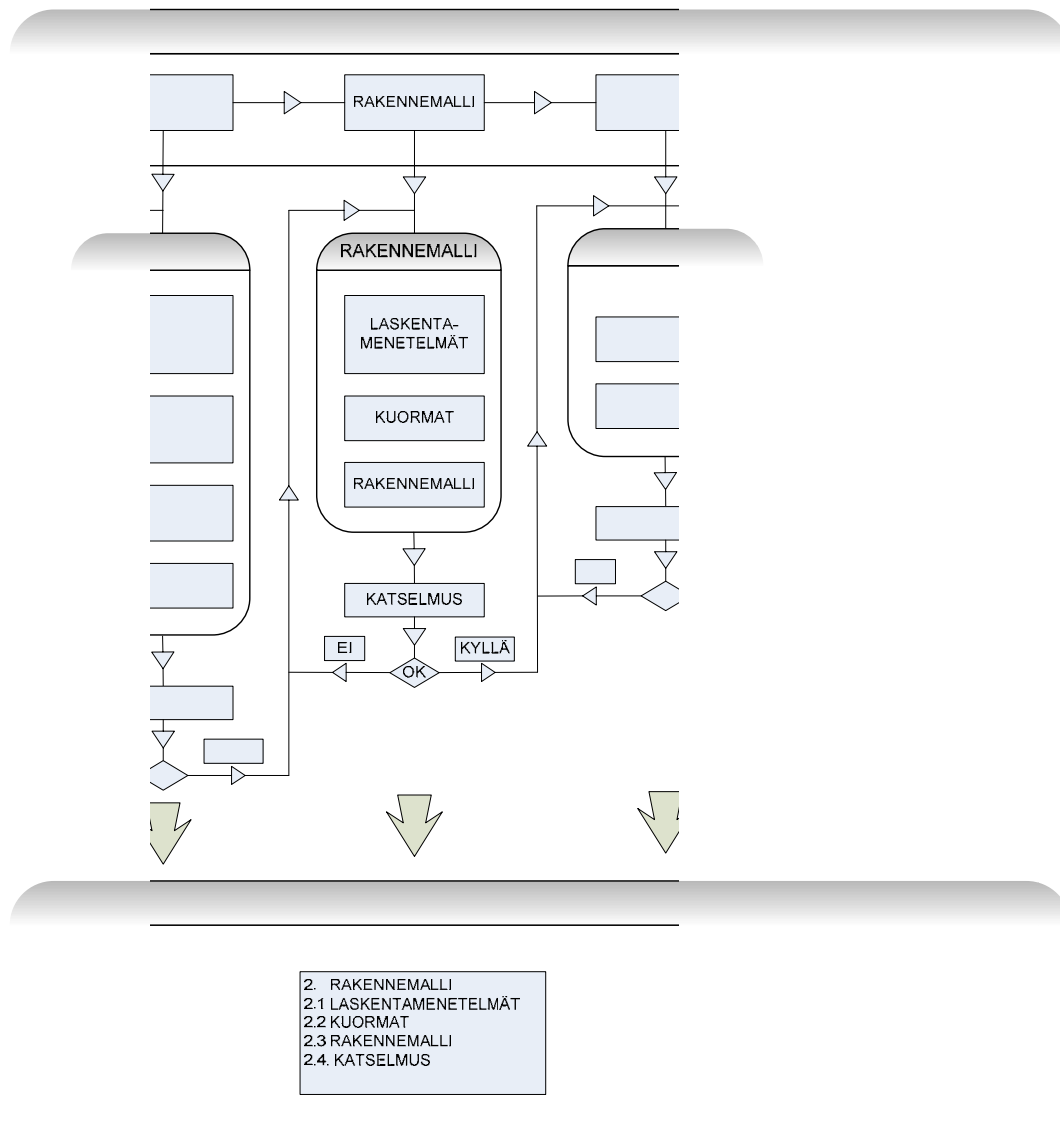 RAKENNEMALLI
RAKENNEMALLI
LASKENTA-
MENETELMÄT
KUORMAT
RAKENNEMALLI
KATSELMUS
EI
KYLLÄ
OK
2. RAKENNEMALLI
2.1 LASKENTAMENETELMÄT
2.2 KUORMAT
2.3 RAKENNEMALLI
2.4. KATSELMUS